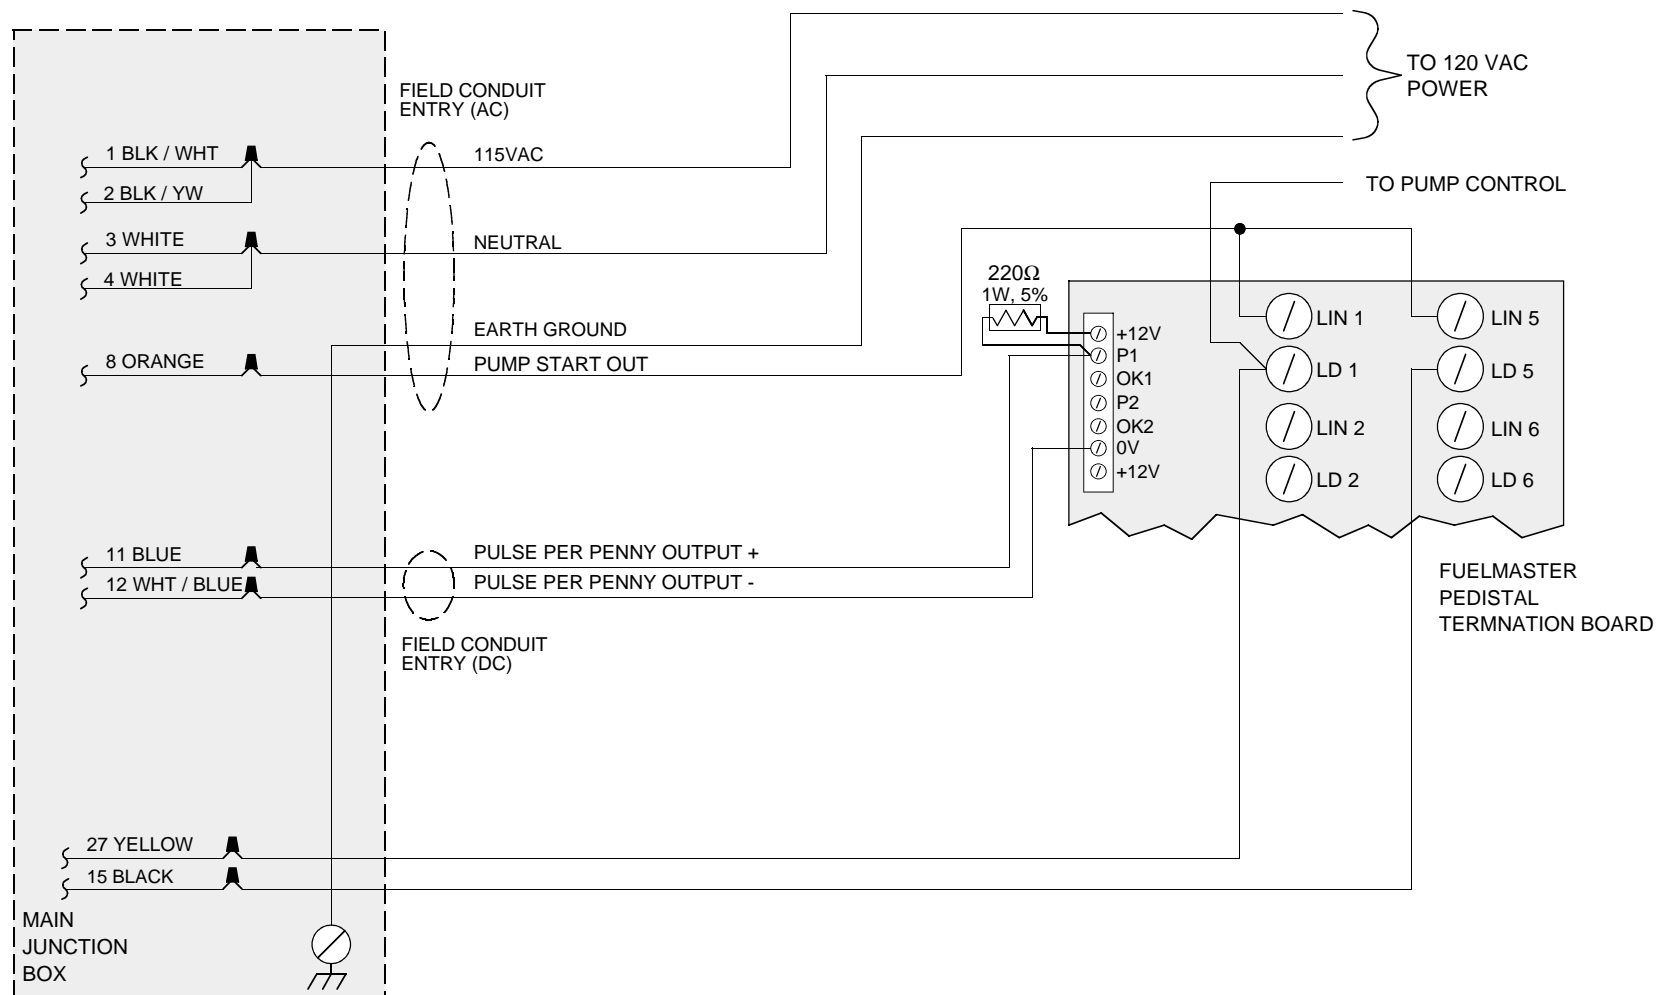 FIELD CONDUIT
ENTRY (AC)
TO 120 VAC
POWER
1 BLK / WHT
115VAC
2 BLK / YW
TO PUMP CONTROL
3 WHITE
NEUTRAL
4 WHITE
220Ω
1W, 5%
EARTH GROUND
8 ORANGE
PUMP START OUT
+12V
P1
OK1
P2
OK2
0V
+12V
LIN 1
LD 1
LIN 2
LD 2
LIN 5
LD 5
LIN 6
LD 6
11 BLUE
PULSE PER PENNY OUTPUT +
12 WHT / BLUE
PULSE PER PENNY OUTPUT -
FUELMASTER
PEDISTAL
TERMNATION BOARD
FIELD CONDUIT
ENTRY (DC)
27 YELLOW
15 BLACK
MAIN
JUNCTION
BOX